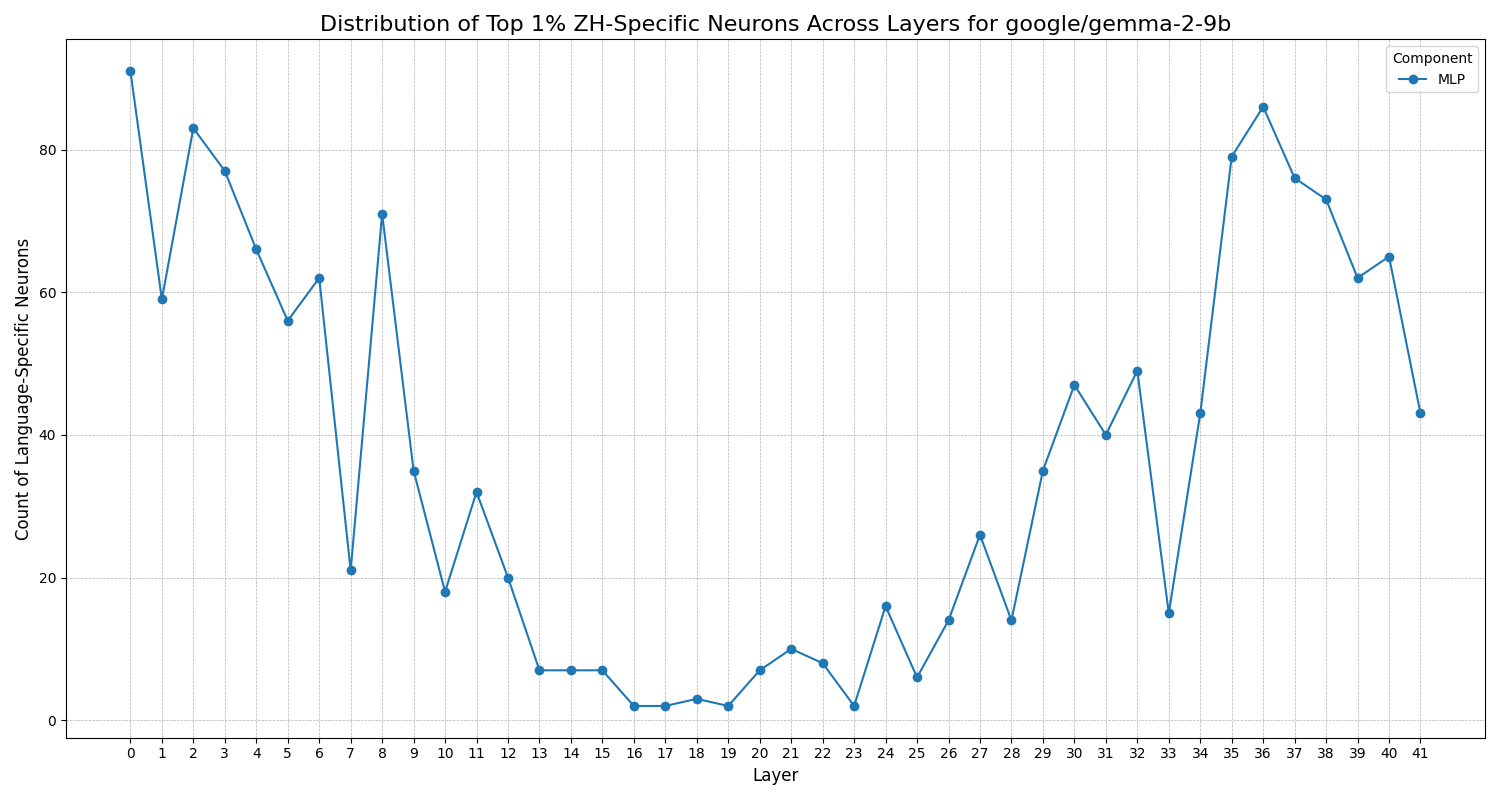 Distribution of Top 1% ZH-Specific Neurons Across Layers for google/gemma-2-9b
Component
MLP
Count of Language-Specific Neurons
80
60
40
20
0
0 1 2 3 4 5 6 7 8 9 10 11 12 13 14 15 16 17 18 19 20 21 22 23 24 25 26 27 28 29 30 31 32 33 34 35 36 37 38 39 40 41
Layer